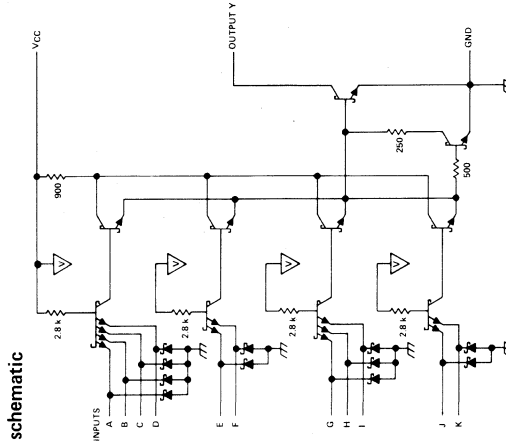 schematic
VCC
OUTPUT Y
GND
900
250
500
V
V
V
V
2.8 k
2.8 k
2.8 k
2.8 k
INPUTS
A
B
C
D
E
F
G
H
I
J
K